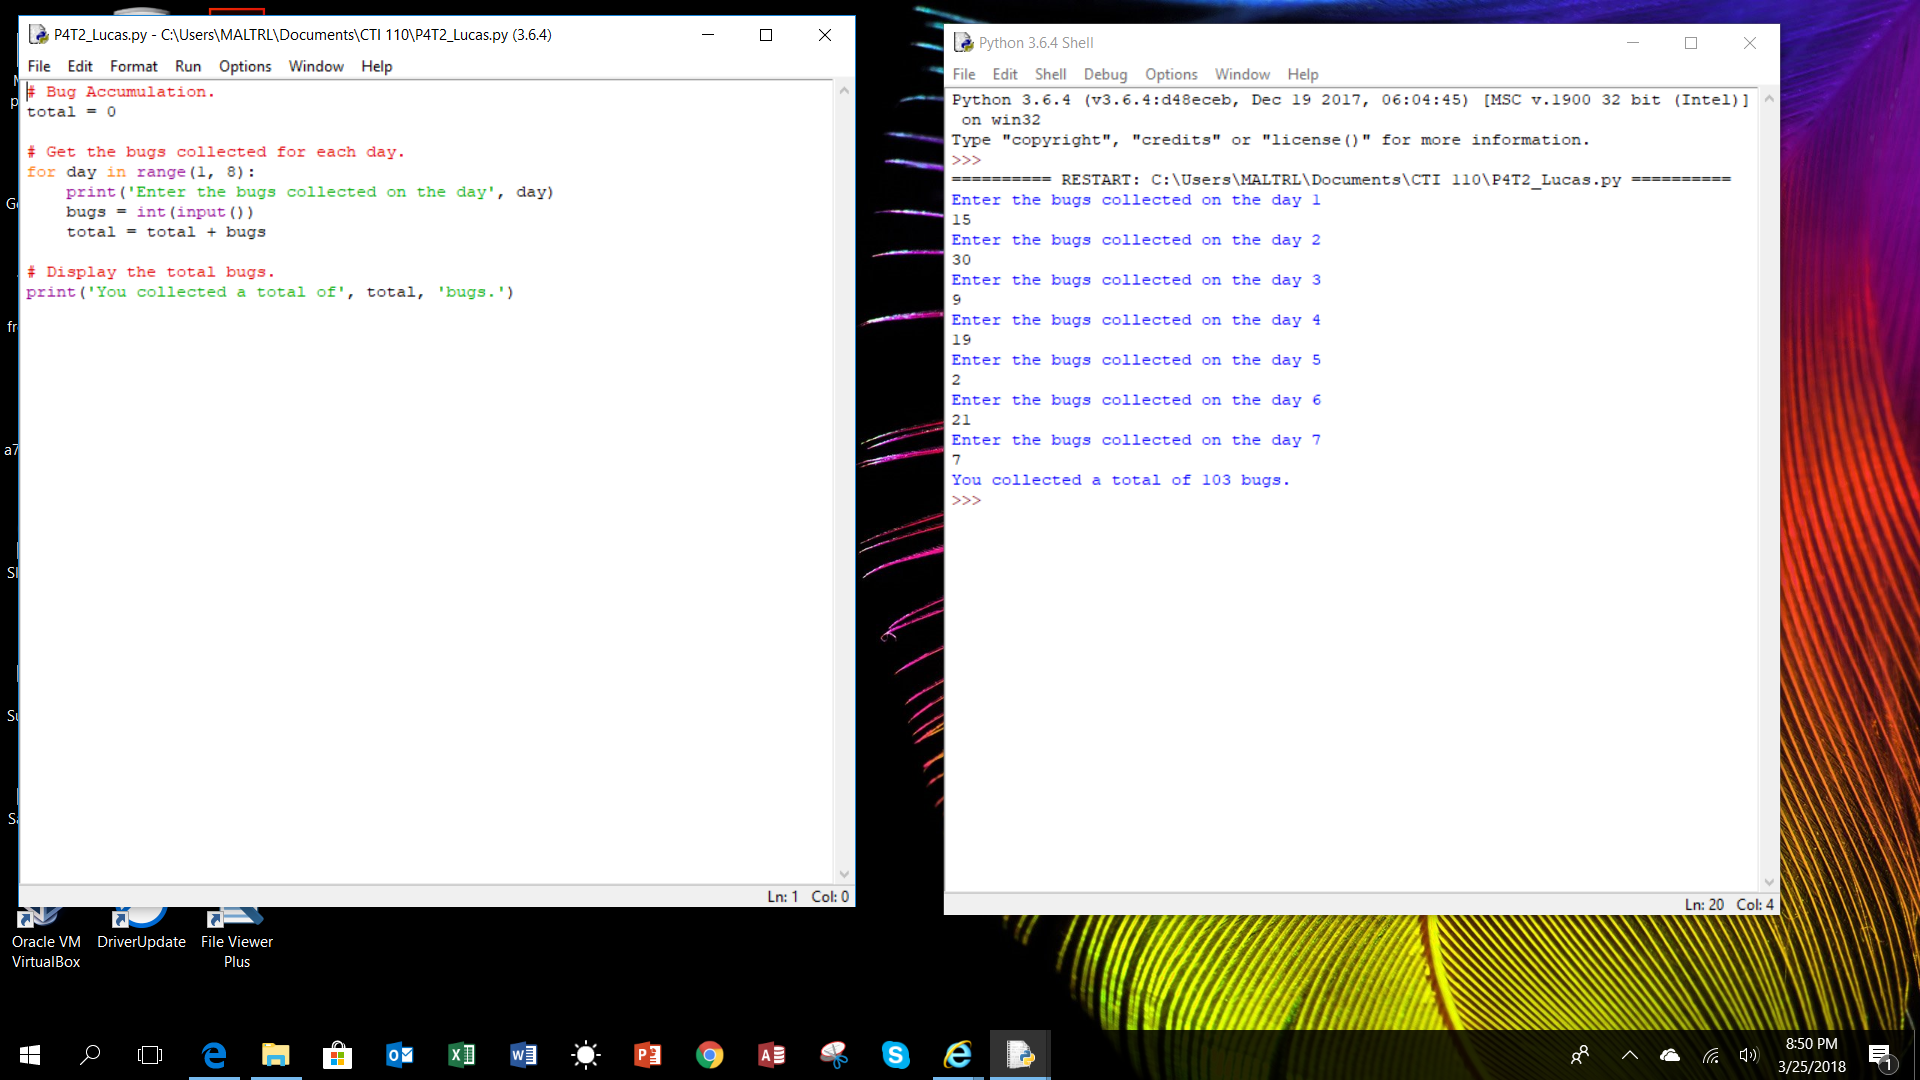 P4T2_Lucas.py - C:\Users\MALTRL\Documents\CTI 110\P4T2_Lucas.py (3.6.4)
File Edit Format Run Options Window Help
# Bug Accumulation.
total = 0
# Get the bugs collected for each day.
for day in range(1, 8):
    print('Enter the bugs collected on the day', day)
    bugs = int(input())
    total = total + bugs
# Display the total bugs.
print('You collected a total of', total, 'bugs.')
Ln: 1 Col: 0
Python 3.6.4 Shell
File Edit Shell Debug Options Window Help
Python 3.6.4 (v3.6.4:d48eceb, Dec 19 2017, 06:04:45) [MSC v.1900 32 bit (Intel)]
 on win32
Type "copyright", "credits" or "license()" for more information.
>>>
========== RESTART: C:\Users\MALTRL\Documents\CTI 110\P4T2_Lucas.py ==========
Enter the bugs collected on the day 1
15
Enter the bugs collected on the day 2
30
Enter the bugs collected on the day 3
9
Enter the bugs collected on the day 4
19
Enter the bugs collected on the day 5
2
Enter the bugs collected on the day 6
21
Enter the bugs collected on the day 7
7
You collected a total of 103 bugs.
>>>
Ln: 20 Col: 4
Oracle VM
VirtualBox
DriverUpdate
File Viewer
Plus
8:50 PM
3/25/2018
1